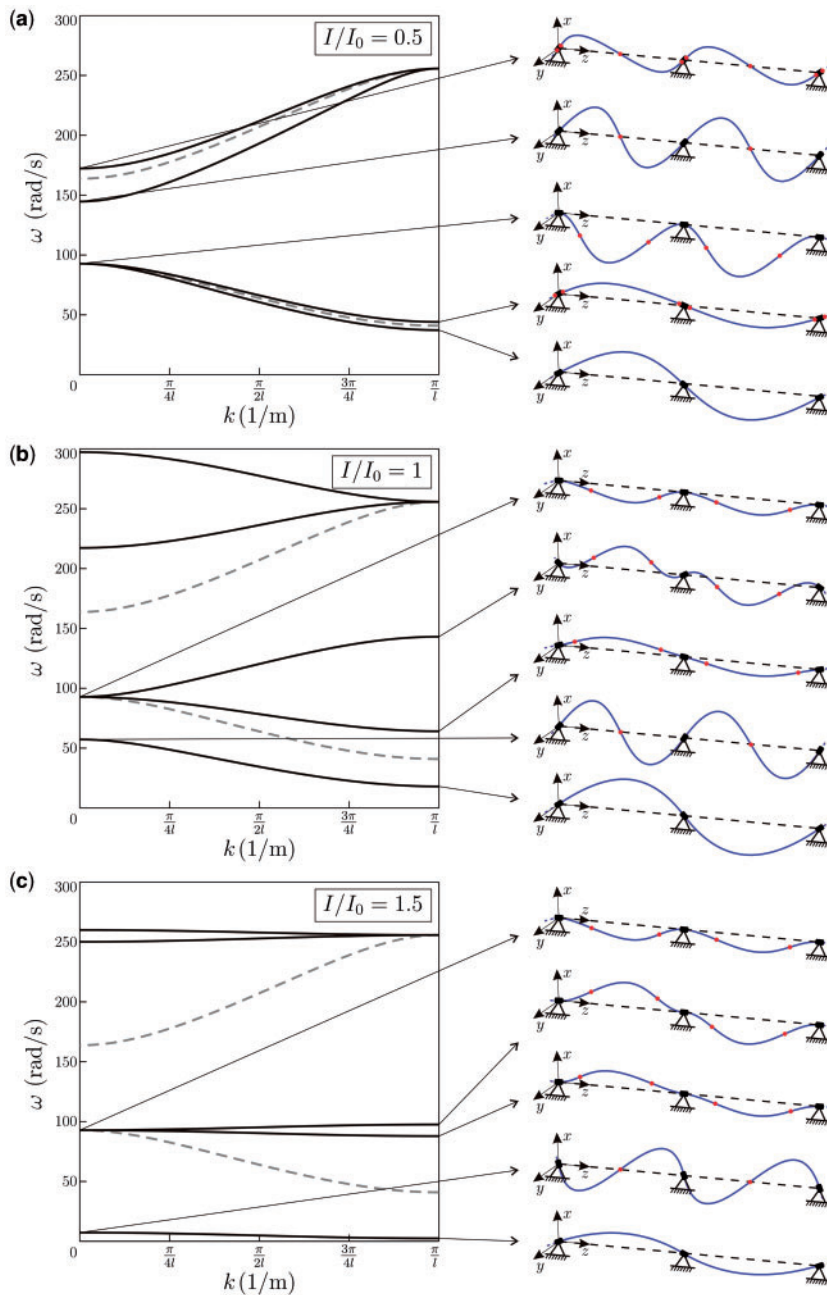 (a)
I/I₀ = 0.5
300
250
200
150
100
50
0
π/4l
π/2l
3π/4l
π/l
ω (rad/s)
k (1/m)
x
y
z
x
y
z
x
y
z
x
y
z
x
y
z
(b)
I/I₀ = 1
300
250
200
150
100
50
0
π/4l
π/2l
3π/4l
π/l
ω (rad/s)
k (1/m)
x
y
z
x
y
z
x
y
z
x
y
z
x
y
z
(c)
I/I₀ = 1.5
300
250
200
150
100
50
0
π/4l
π/2l
3π/4l
π/l
ω (rad/s)
k (1/m)
x
y
z
x
y
z
x
y
z
x
y
z
x
y
z